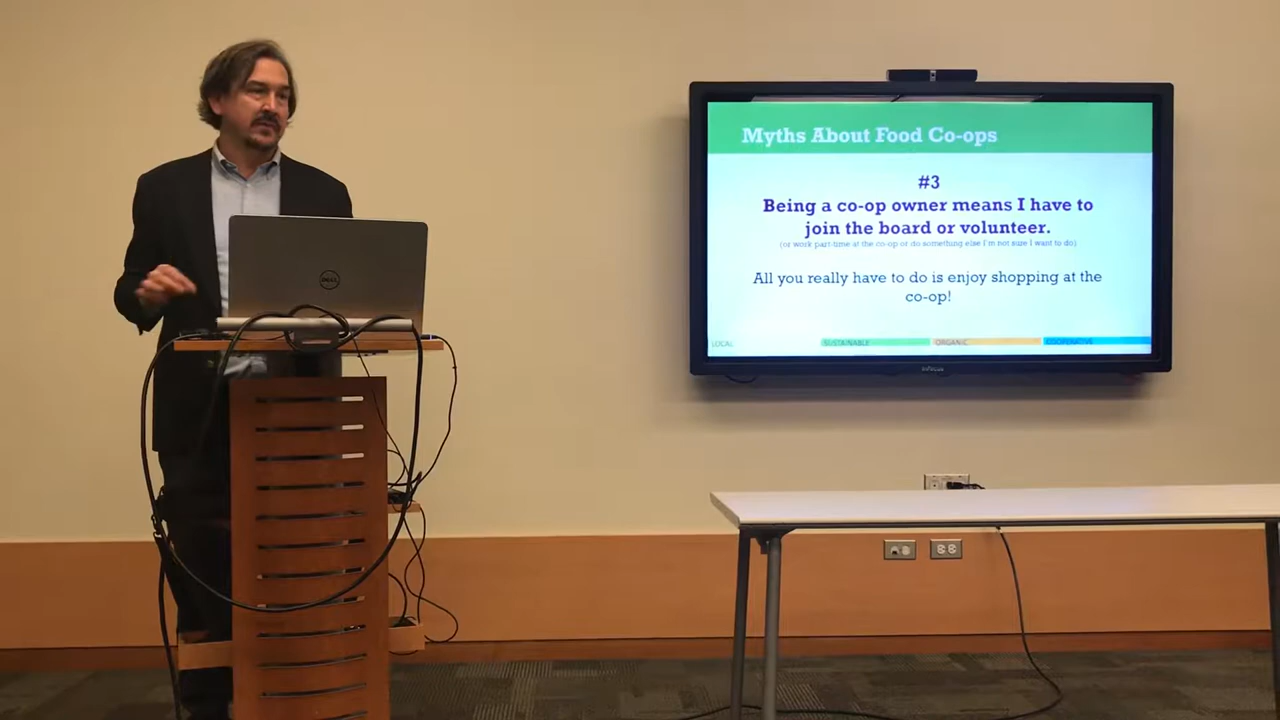 Myths About Food Co-ops
#3
Being a co-op owner means I have to
join the board or volunteer.
(or work part-time at the co-op or do something else I'm not sure I want to do)
All you really have to do is enjoy shopping at the
co-op!
LOCAL SUSTAINABLE ORGANIC COOPERATIVE
DELL
InFocus